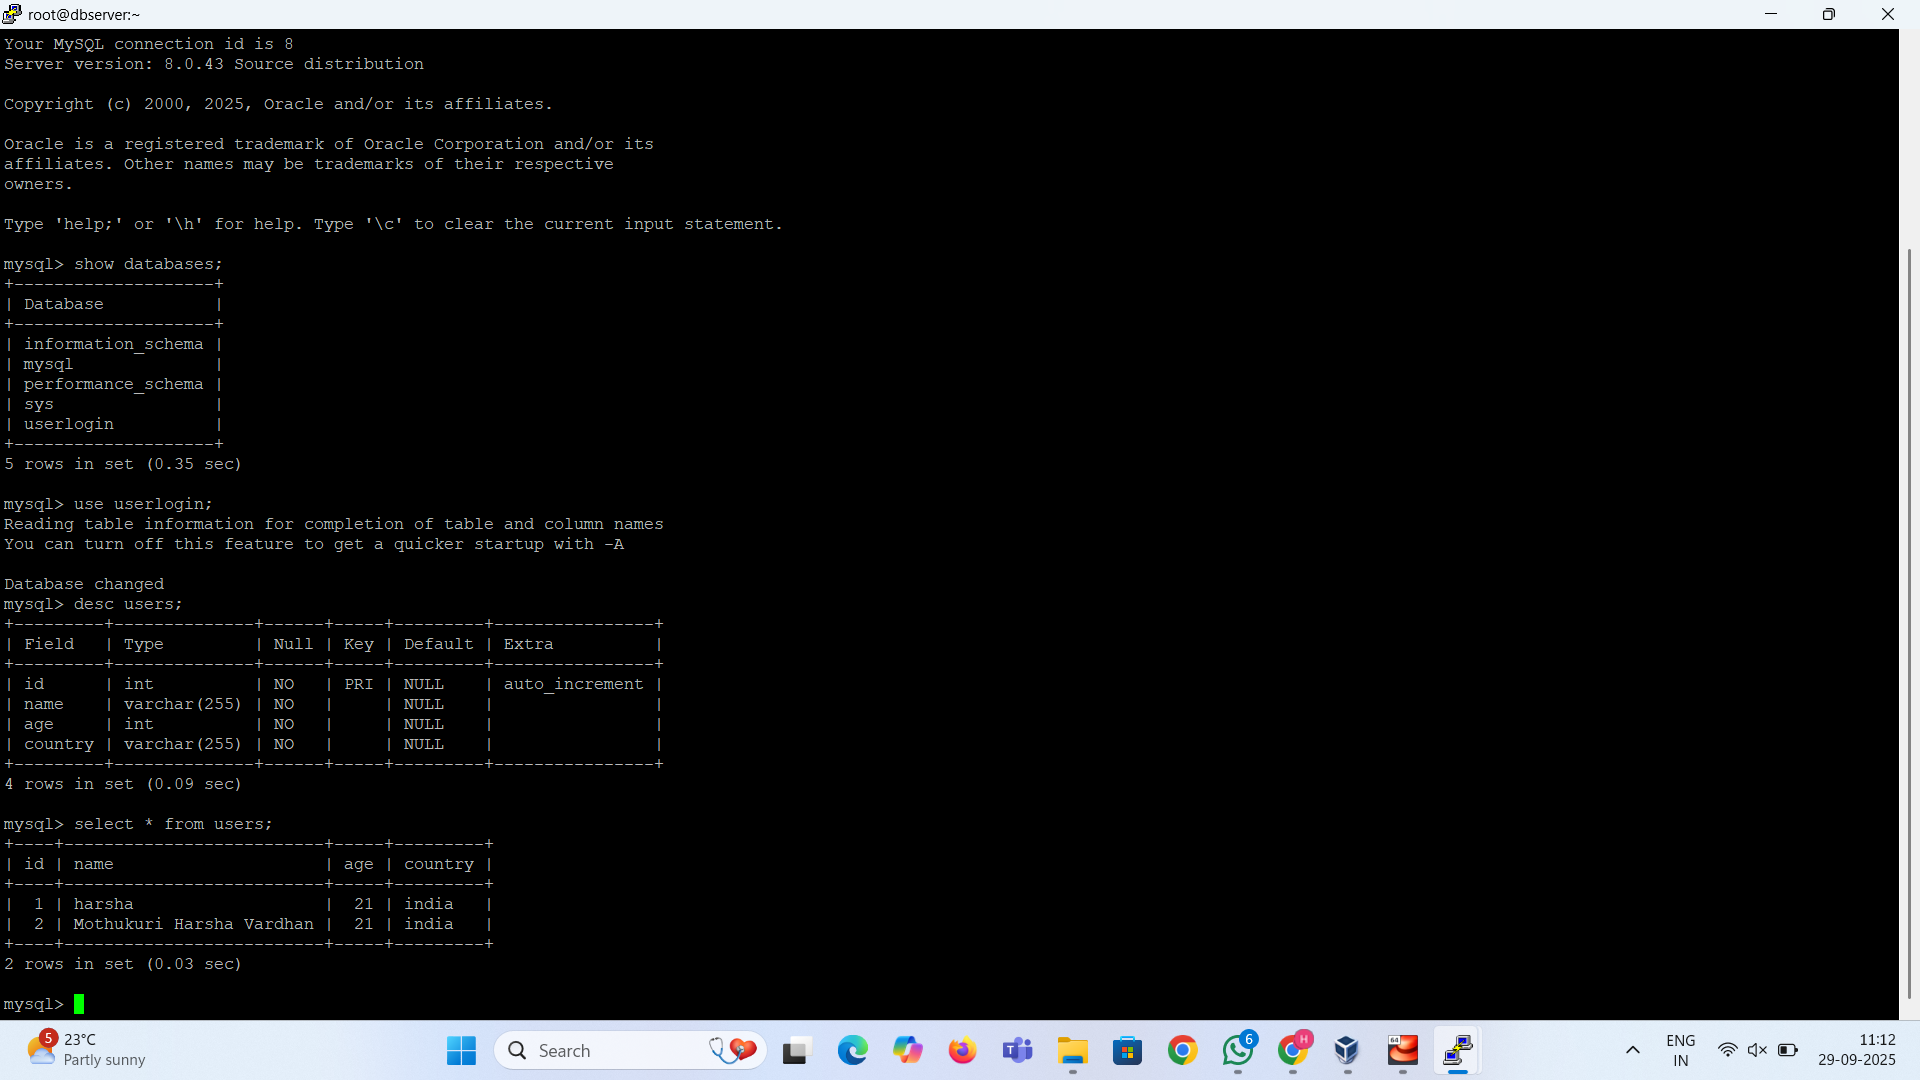 root@dbserver:~
Your MySQL connection id is 8
Server version: 8.0.43 Source distribution
Copyright (c) 2000, 2025, Oracle and/or its affiliates.
Oracle is a registered trademark of Oracle Corporation and/or its
affiliates. Other names may be trademarks of their respective
owners.
Type 'help;' or '\h' for help. Type '\c' to clear the current input statement.
mysql> show databases;
+--------------------+
| Database           |
+--------------------+
| information_schema |
| mysql              |
| performance_schema |
| sys                |
| userlogin          |
+--------------------+
5 rows in set (0.35 sec)
mysql> use userlogin;
Reading table information for completion of table and column names
You can turn off this feature to get a quicker startup with -A
Database changed
mysql> desc users;
+---------+--------------+------+-----+---------+----------------+
| Field   | Type         | Null | Key | Default | Extra          |
+---------+--------------+------+-----+---------+----------------+
| id      | int          | NO   | PRI | NULL    | auto_increment |
| name    | varchar(255) | NO   |     | NULL    |                |
| age     | int          | NO   |     | NULL    |                |
| country | varchar(255) | NO   |     | NULL    |                |
+---------+--------------+------+-----+---------+----------------+
4 rows in set (0.09 sec)
mysql> select * from users;
+----+--------------------------+-----+---------+
| id | name                     | age | country |
+----+--------------------------+-----+---------+
|  1 | harsha                   |  21 | india   |
|  2 | Mothukuri Harsha Vardhan |  21 | india   |
+----+--------------------------+-----+---------+
2 rows in set (0.03 sec)
mysql>
5
23°C
Partly sunny
Search
T
6
H
64
ENG
IN
11:12
29-09-2025